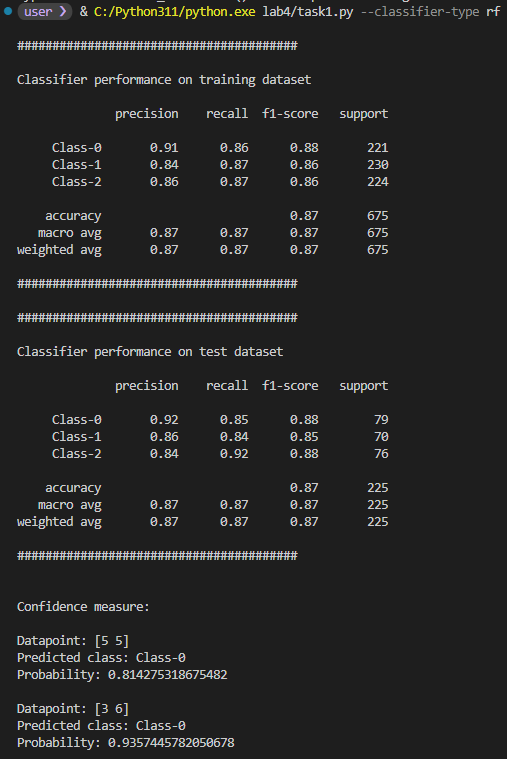 user ❯ & C:/Python311/python.exe lab4/task1.py --classifier-type rf
########################################
Classifier performance on training dataset
precision recall f1-score support
Class-0 0.91 0.86 0.88 221
Class-1 0.84 0.87 0.86 230
Class-2 0.86 0.87 0.86 224
accuracy 0.87 675
macro avg 0.87 0.87 0.87 675
weighted avg 0.87 0.87 0.87 675
########################################
########################################
Classifier performance on test dataset
precision recall f1-score support
Class-0 0.92 0.85 0.88 79
Class-1 0.86 0.84 0.85 70
Class-2 0.84 0.92 0.88 76
accuracy 0.87 225
macro avg 0.87 0.87 0.87 225
weighted avg 0.87 0.87 0.87 225
########################################
Confidence measure:
Datapoint: [5 5]
Predicted class: Class-0
Probability: 0.814275318675482
Datapoint: [3 6]
Predicted class: Class-0
Probability: 0.9357445782050678